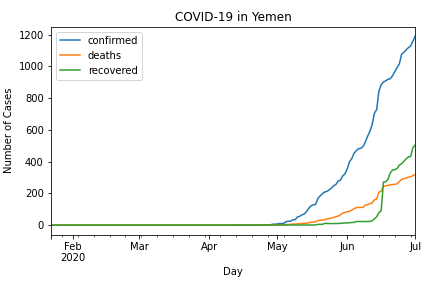 COVID-19 in Yemen
confirmed
deaths
recovered
Number of Cases
1200
1000
800
600
400
200
0
Feb
2020
Mar
Apr
May
Jun
Jul
Day